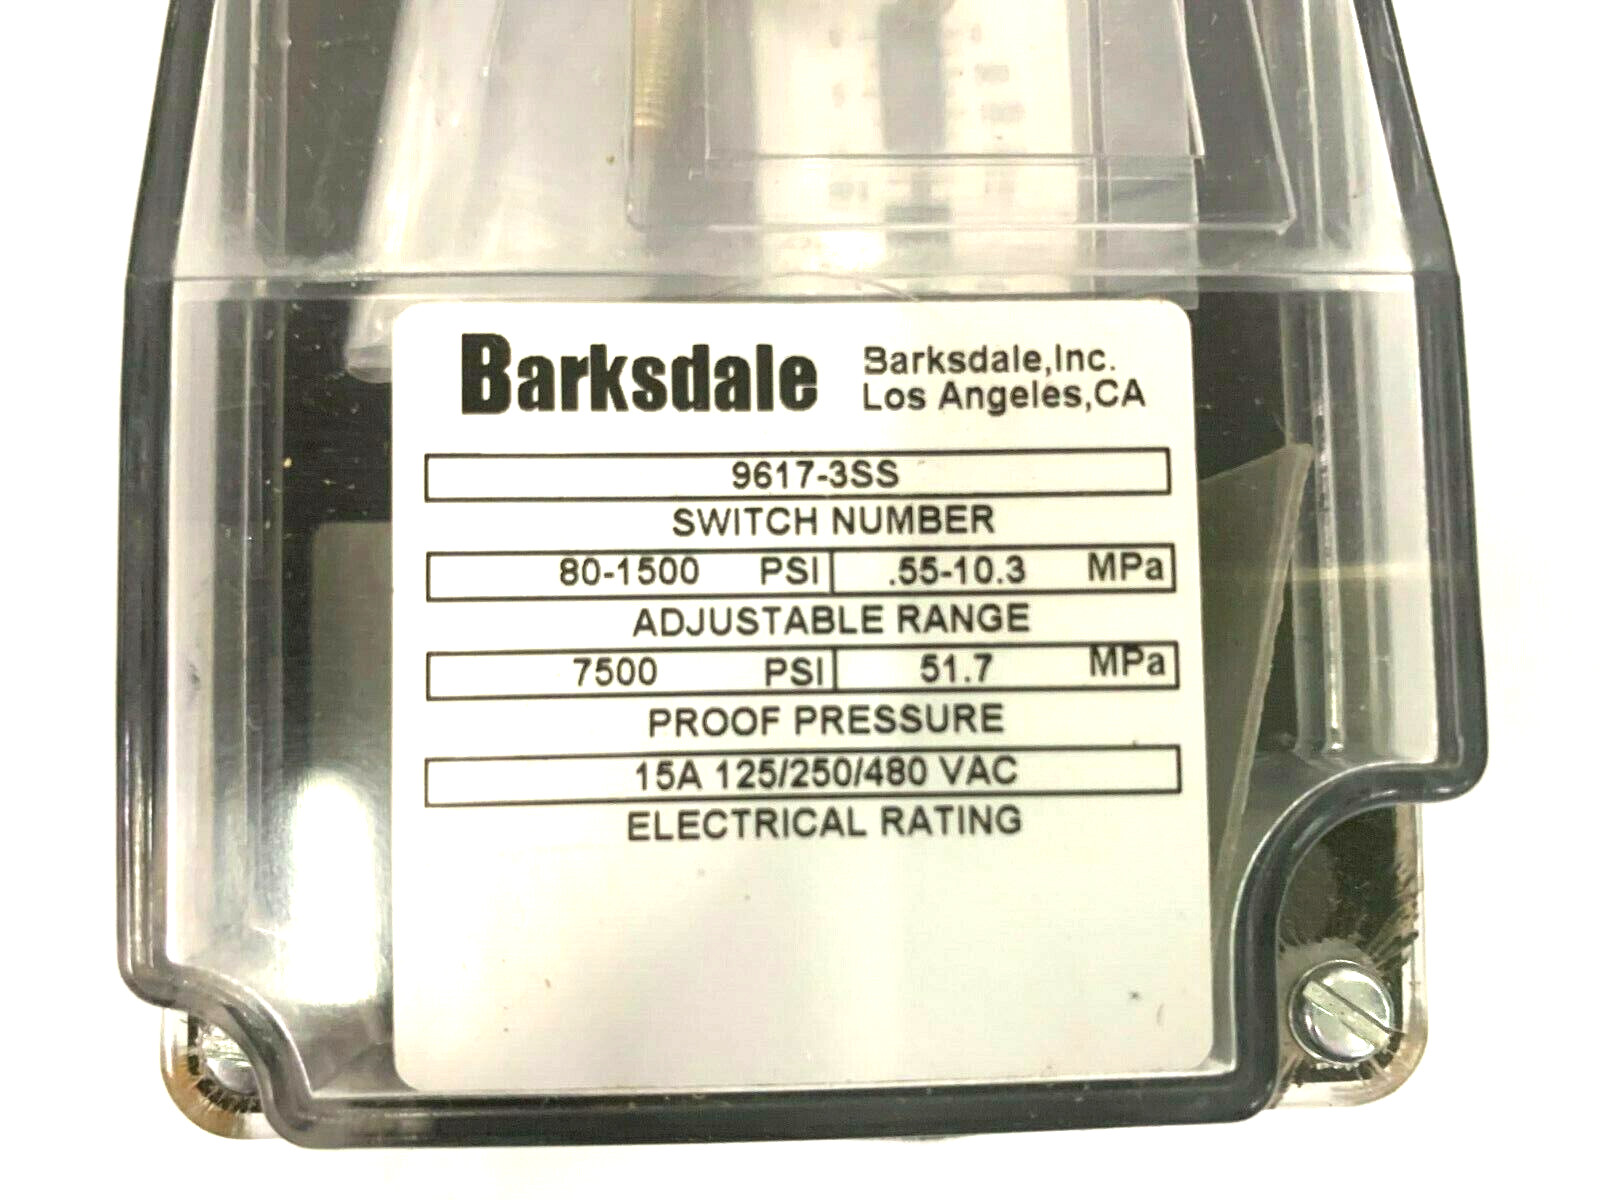 Barksdale
Barksdale,Inc.
Los Angeles,CA
9617-3SS
SWITCH NUMBER
80-1500 PSI .55-10.3 MPa
ADJUSTABLE RANGE
7500 PSI 51.7 MPa
PROOF PRESSURE
15A 125/250/480 VAC
ELECTRICAL RATING